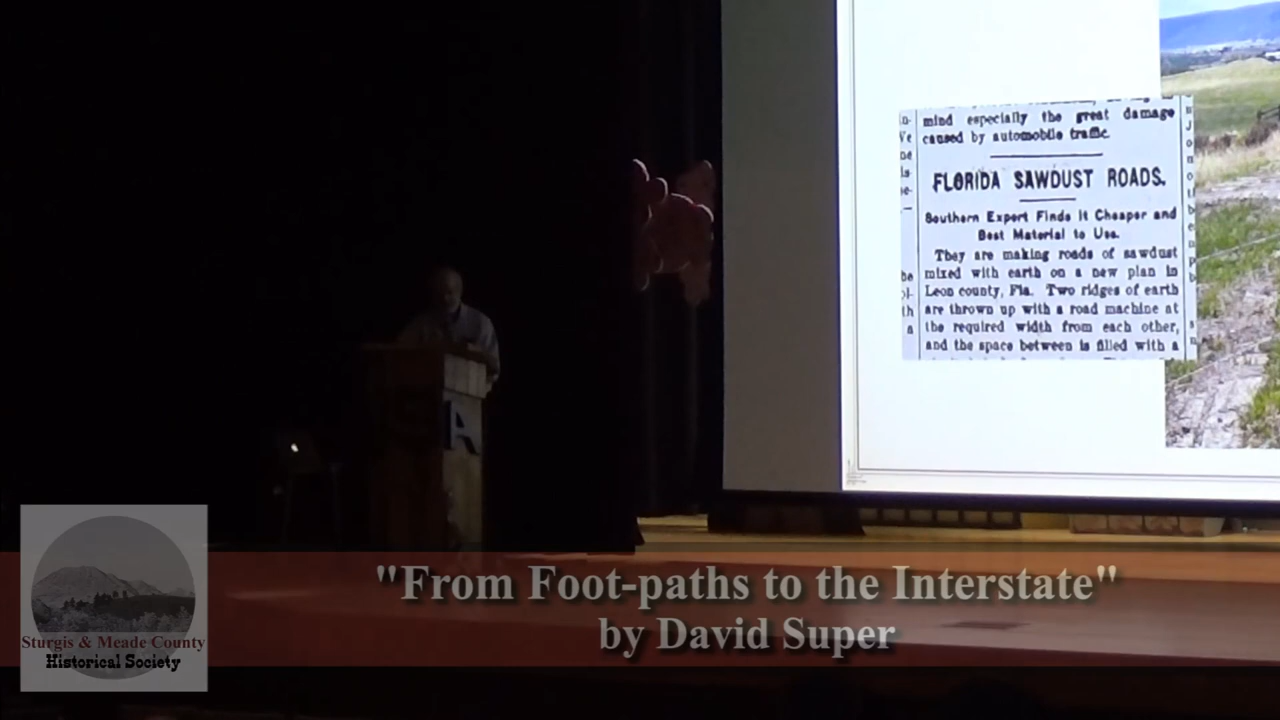 mind especially the great damage
caused by automobile traffic.
FLORIDA SAWDUST ROADS.
Southern Expert Finds It Cheaper and
Best Material to Use.
They are making roads of sawdust
mixed with earth on a new plan in
Leon county, Fla. Two ridges of earth
are thrown up with a road machine at
the required width from each other,
and the space between is filled with a
A
"From Foot-paths to the Interstate"
by David Super
Sturgis & Meade County
Historical Society